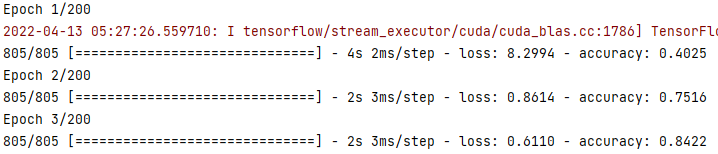 Epoch 1/200
2022-04-13 05:27:26.559710: I tensorflow/stream_executor/cuda/cuda_blas.cc:1786] TensorFlo
805/805 [==============================] - 4s 2ms/step - loss: 8.2994 - accuracy: 0.4025
Epoch 2/200
805/805 [==============================] - 2s 3ms/step - loss: 0.8614 - accuracy: 0.7516
Epoch 3/200
805/805 [==============================] - 2s 3ms/step - loss: 0.6110 - accuracy: 0.8422